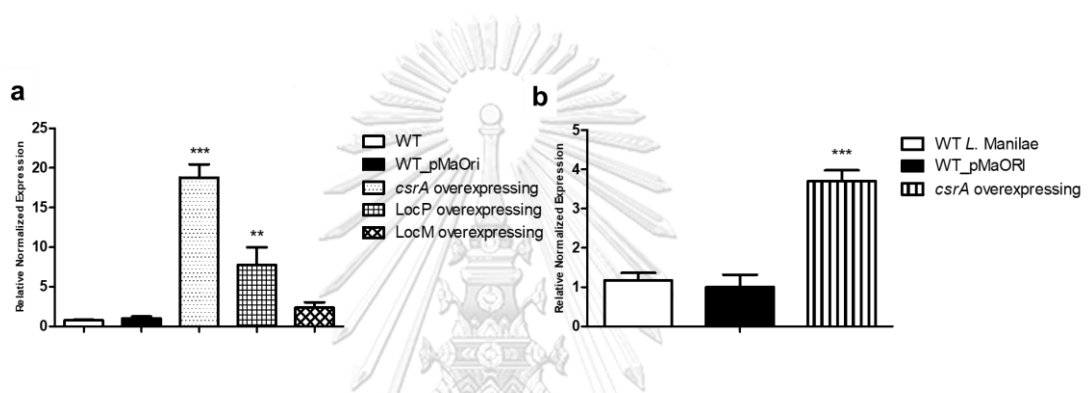 a
Relative Normalized Expression
25
20
15
10
5
0
***
**
WT
WT_pMaOri
csrA overexpressing
LocP overexpressing
LocM overexpressing
b
Relative Normalized Expression
5
4
3
2
1
0
***
WT L. Manilae
WT_pMaORI
csrA overexpressing